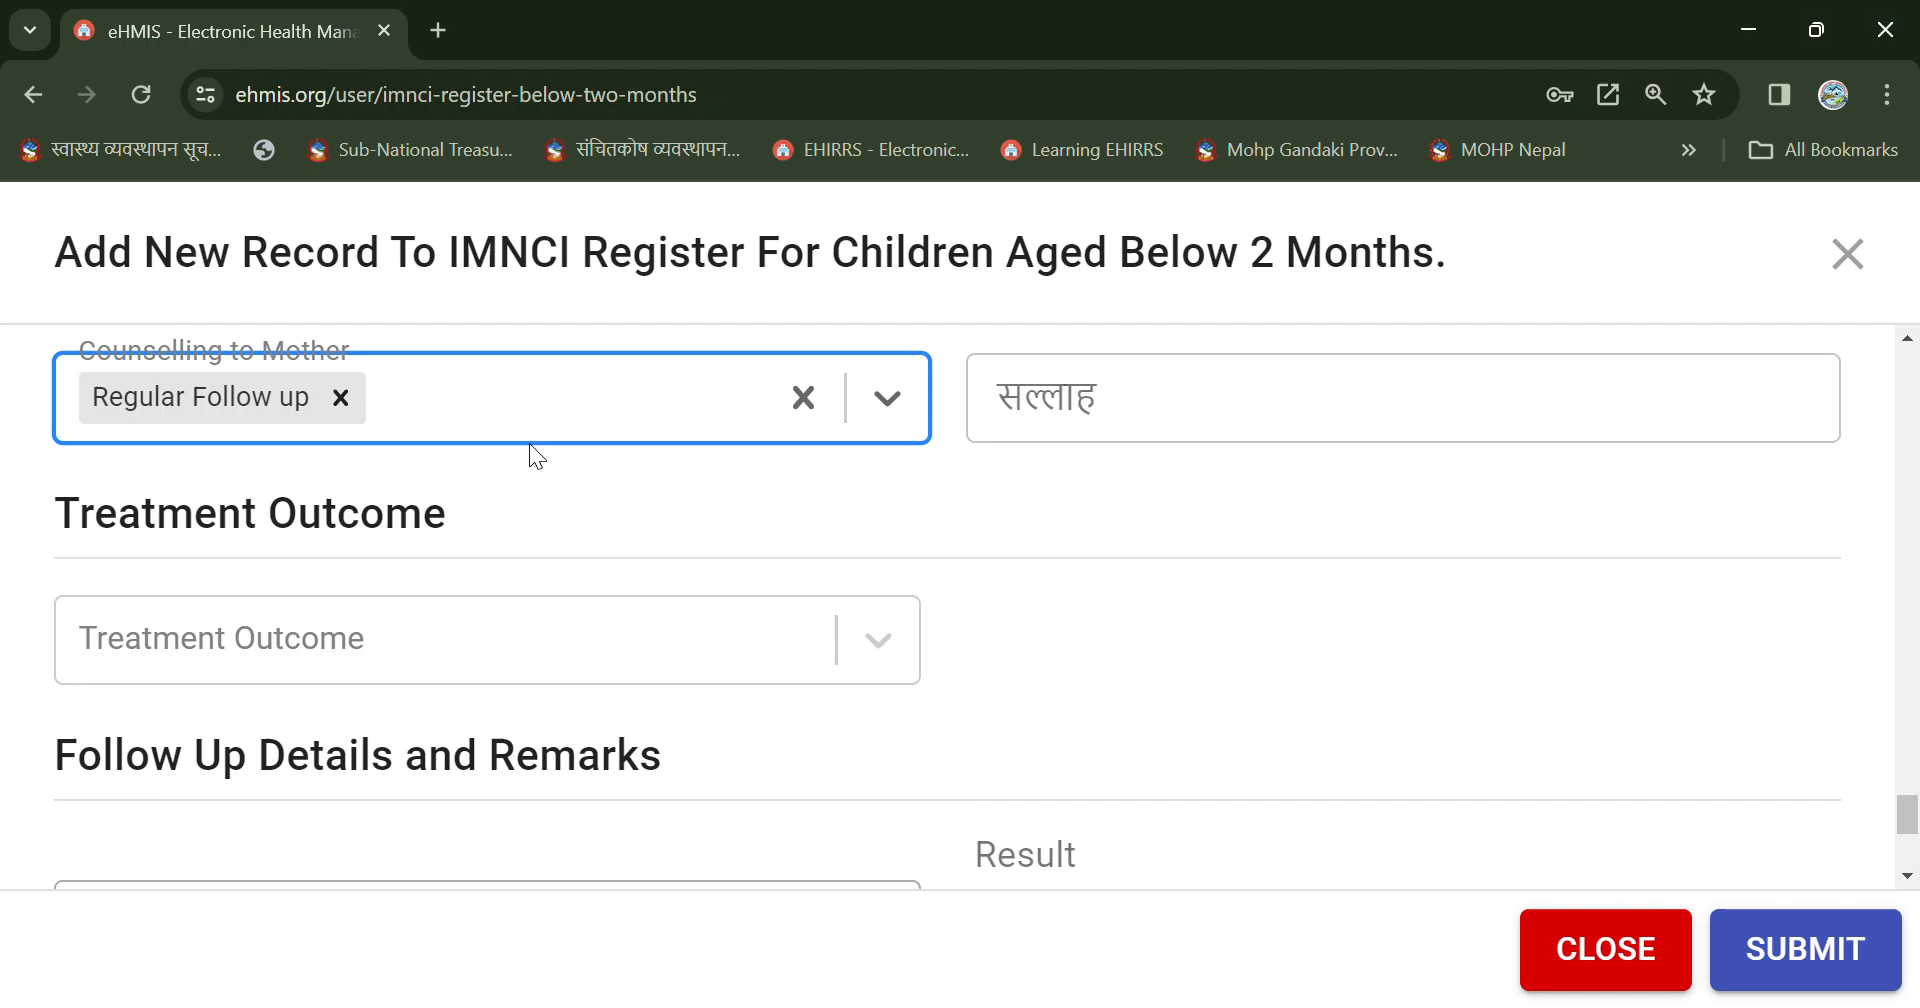 eHMIS - Electronic Health Mana
ehmis.org/user/imnci-register-below-two-months
स्वास्थ्य व्यवस्थापन सूच...
Sub-National Treasu...
संचितकोष व्यवस्थापन...
EHIRRS - Electronic...
Learning EHIRRS
Mohp Gandaki Prov...
MOHP Nepal
All Bookmarks
Add New Record To IMNCI Register For Children Aged Below 2 Months.
Counselling to Mother
Regular Follow up
सल्लाह
Treatment Outcome
Treatment Outcome
Follow Up Details and Remarks
Result
CLOSE
SUBMIT